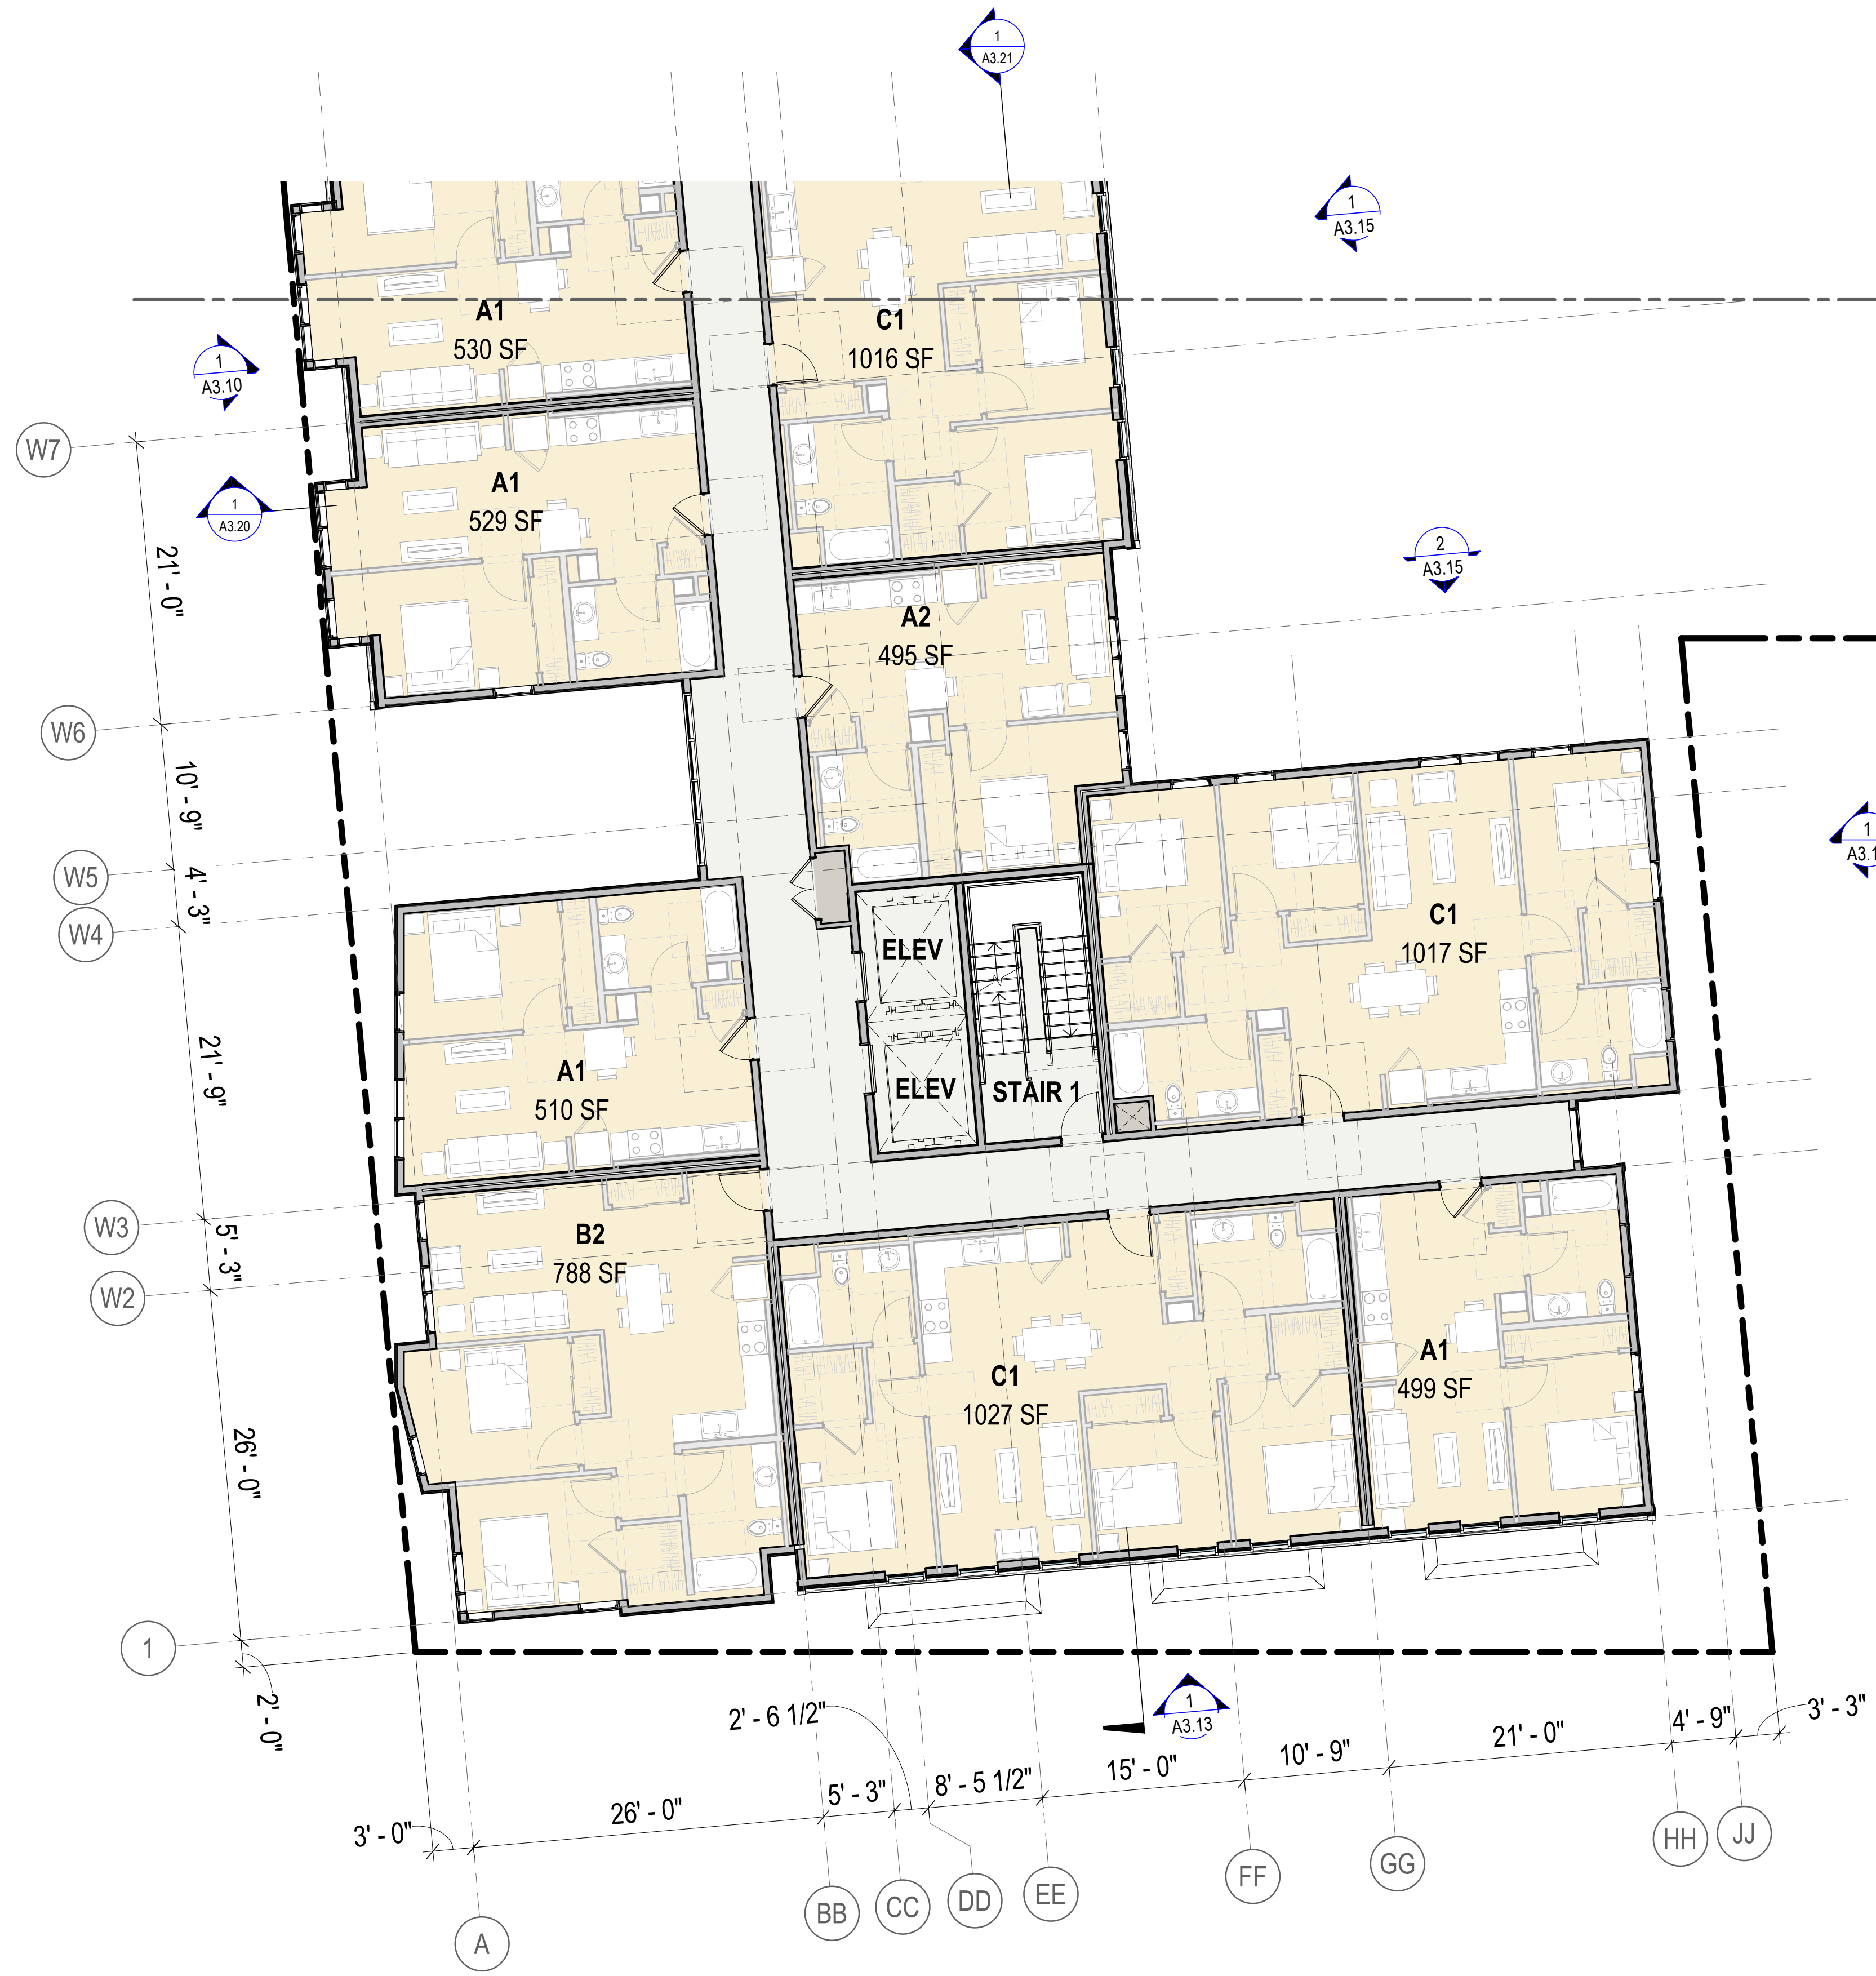 1
A3.21
1
A3.15
A1
530 SF
C1
1016 SF
1
A3.10
W7
A1
529 SF
1
A3.20
2
A3.15
21' - 0"
A2
495 SF
W6
10' - 9"
1
W5
4' - 3"
W4
C1
1017 SF
ELEV
21' - 9"
A1
510 SF
ELEV
STAIR 1
W3
5' - 3"
B2
788 SF
W2
A1
499 SF
C1
1027 SF
26' - 0"
1
2' - 0"
2' - 6 1/2"
1
A3.13
3' - 3"
4' - 9"
21' - 0"
10' - 9"
15' - 0"
8' - 5 1/2"
5' - 3"
26' - 0"
3' - 0"
A
BB
CC
DD
EE
FF
GG
HH
JJ